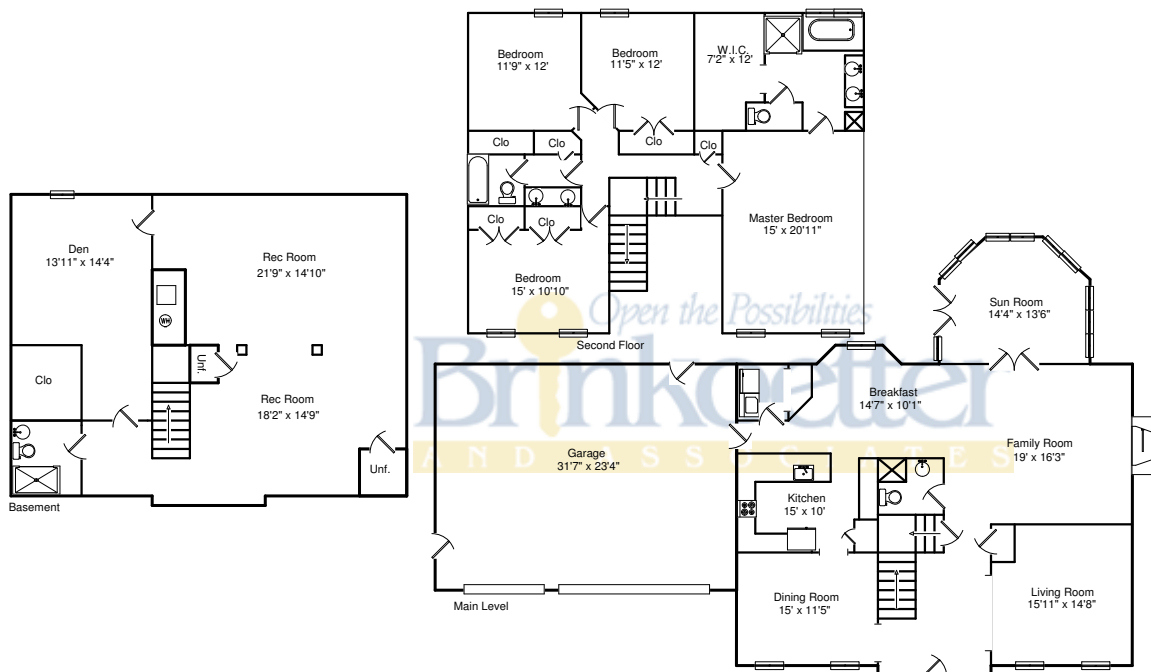 Bedroom
11'9" x 12'
Bedroom
11'5" x 12'
W.I.C.
7'2" x 12'
Clo
Clo
Clo
Clo
Clo
Clo
Master Bedroom
15' x 20'11"
Bedroom
15' x 10'10"
Second Floor
Den
13'11" x 14'4"
Rec Room
21'9" x 14'10"
WH
Unf.
Clo
Rec Room
18'2" x 14'9"
Unf.
Basement
Open the Possibilities
Brinkoetter
AND ASSOCIATES
Sun Room
14'4" x 13'6"
Breakfast
14'7" x 10'1"
Family Room
19' x 16'3"
Garage
31'7" x 23'4"
Kitchen
15' x 10'
Dining Room
15' x 11'5"
Living Room
15'11" x 14'8"
Main Level